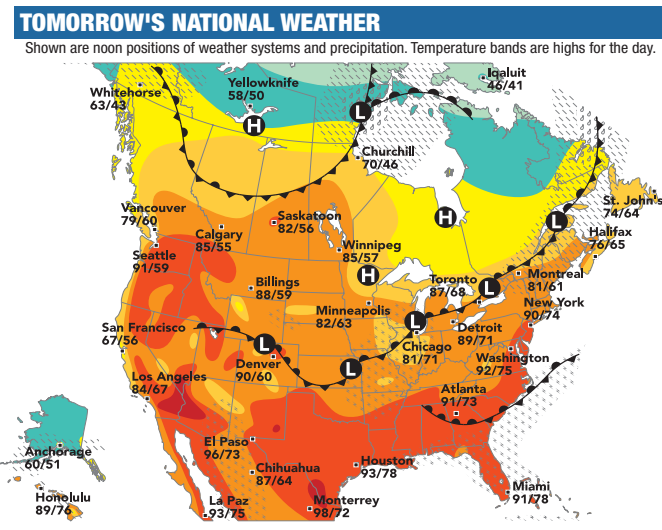 TOMORROW'S NATIONAL WEATHER
Shown are noon positions of weather systems and precipitation. Temperature bands are highs for the day.
Iqaluit
46/41
Yellowknife
58/50
Whitehorse
63/43
L
H
Churchill
70/46
St. John's
74/64
Vancouver
79/60
Saskatoon
82/56
H
L
Calgary
85/55
Halifax
76/65
Winnipeg
85/57
Seattle
91/59
H
Billings
88/59
Toronto
87/68
L
Montreal
81/61
Minneapolis
82/63
New York
90/74
San Francisco
67/56
L
Detroit
89/71
L
Chicago
81/71
Washington
92/75
Denver
90/60
L
Los Angeles
84/67
Atlanta
91/73
El Paso
96/73
Anchorage
60/51
Houston
93/78
Chihuahua
87/64
Miami
91/78
Honolulu
89/76
La Paz
93/75
Monterrey
98/72